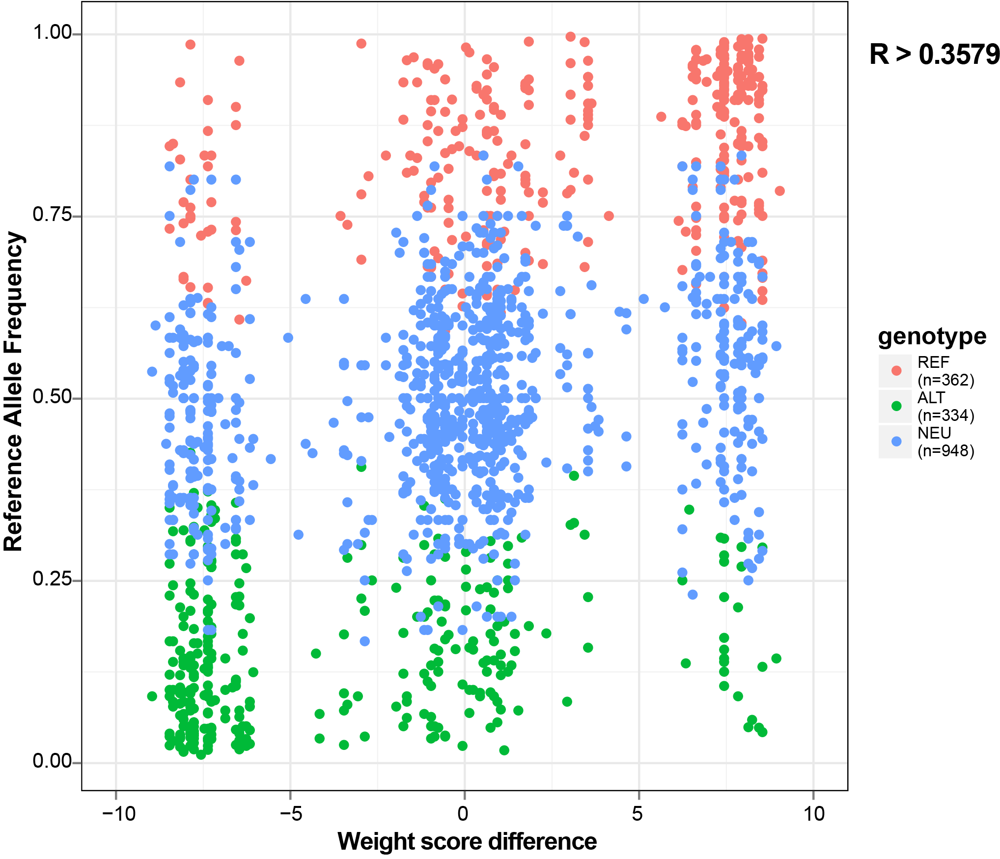 R > 0.3579
Reference Allele Frequency
1.00
0.75
0.50
0.25
0.00
−10
−5
0
5
10
Weight score difference
genotype
REF
(n=362)
ALT
(n=334)
NEU
(n=948)